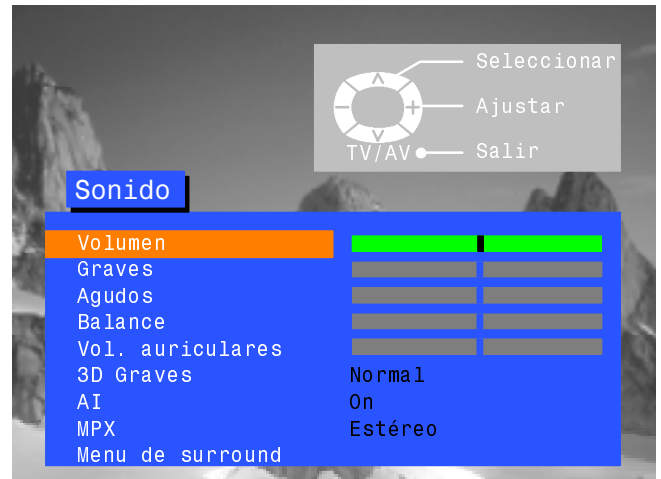 Seleccionar
Ajustar
TV/AV Salir
Sonido
Volumen
Graves
Agudos
Balance
Vol. auriculares
3D Graves Normal
AI On
MPX Estéreo
Menu de surround